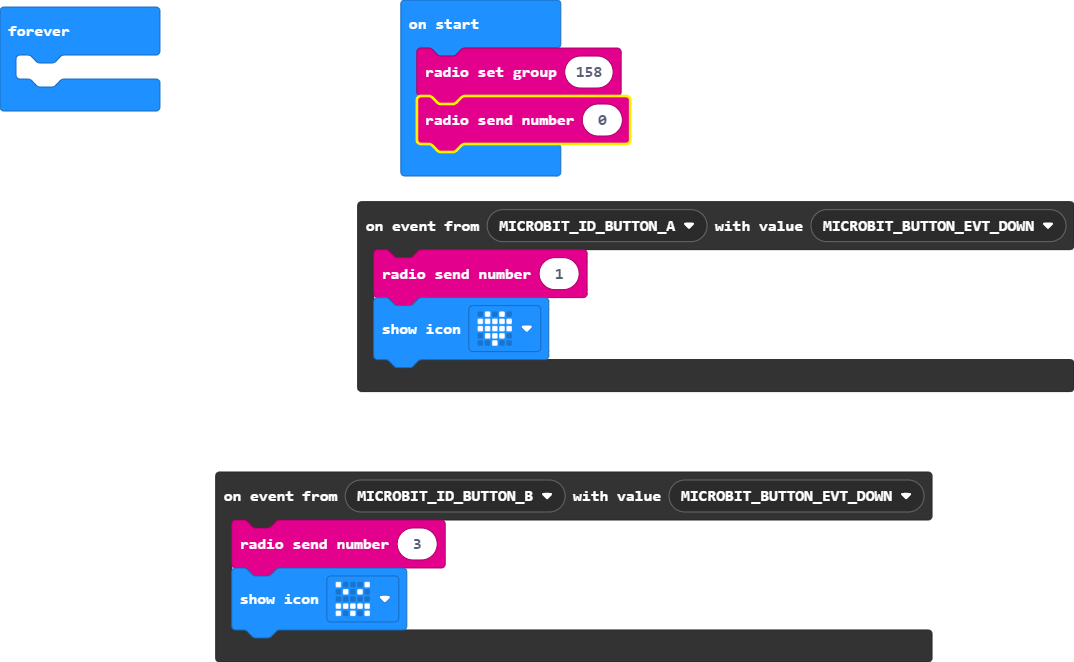 forever
on start
radio set group 158
radio send number 0
on event from MICROBIT_ID_BUTTON_A with value MICROBIT_BUTTON_EVT_DOWN
radio send number 1
show icon
on event from MICROBIT_ID_BUTTON_B with value MICROBIT_BUTTON_EVT_DOWN
radio send number 3
show icon